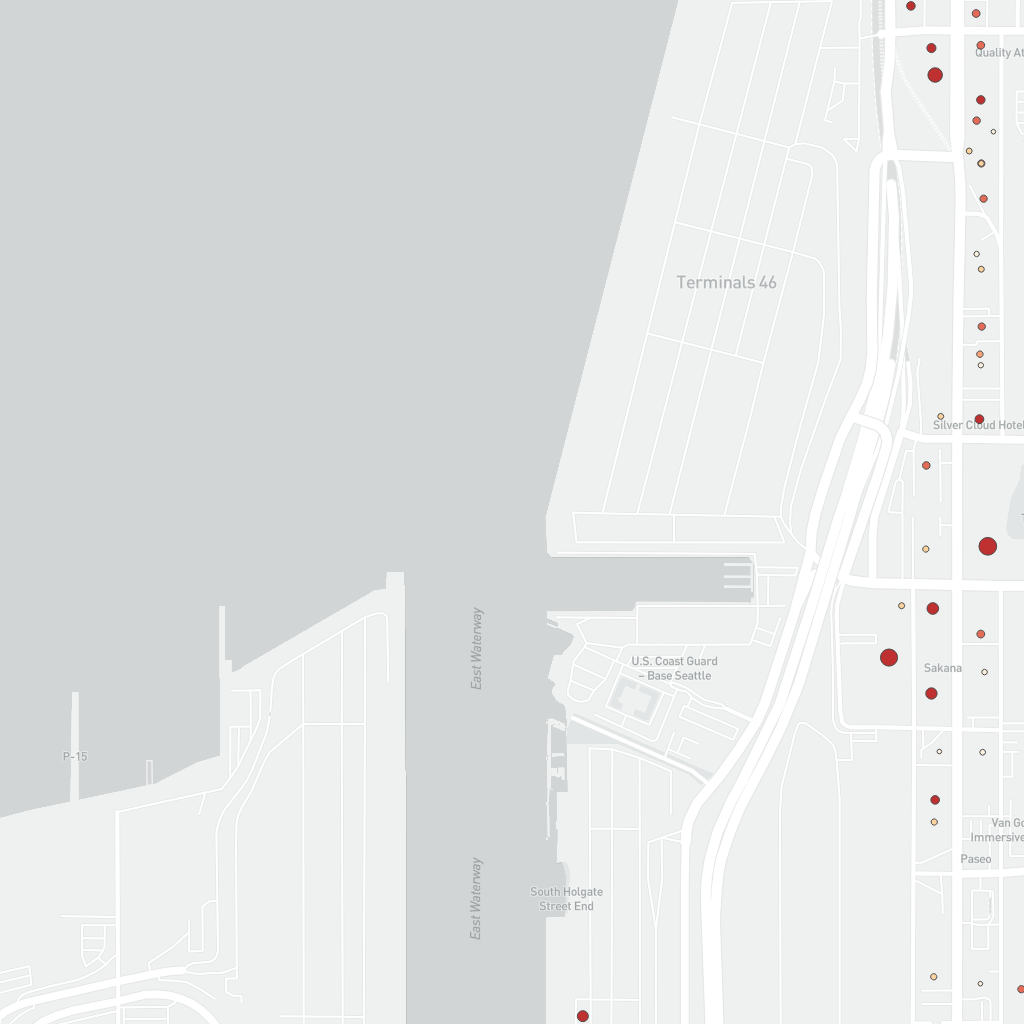 Quality At
Terminals 46
Silver Cloud Hotel
East Waterway
U.S. Coast Guard
– Base Seattle
Sakana
P-15
Van Go
Immersive
Paseo
East Waterway
South Holgate
Street End